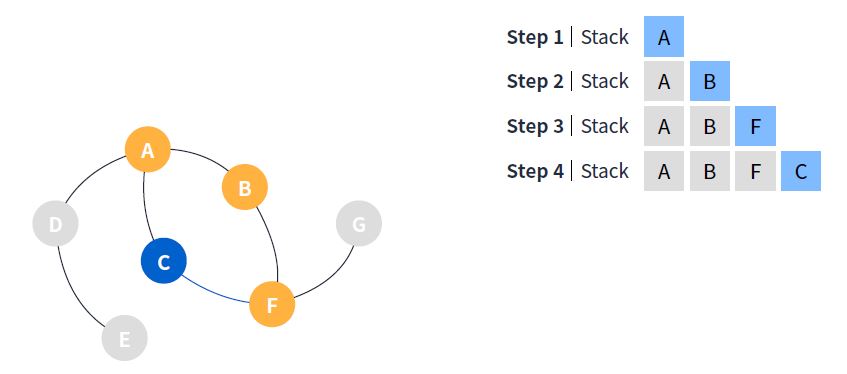 Step 1 | Stack A
Step 2 | Stack A B
Step 3 | Stack A B F
Step 4 | Stack A B F C
A
B
D
G
C
F
E